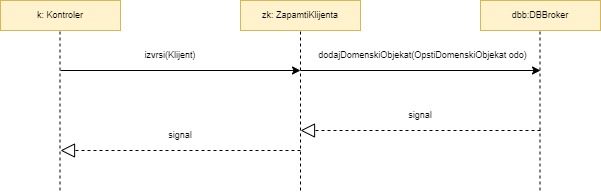 k: Kontroler
zk: ZapamtiKlijenta
dbb:DBBroker
izvrsi(Klijent)
dodajDomenskiObjekat(OpstiDomenskiObjekat odo)
signal
signal